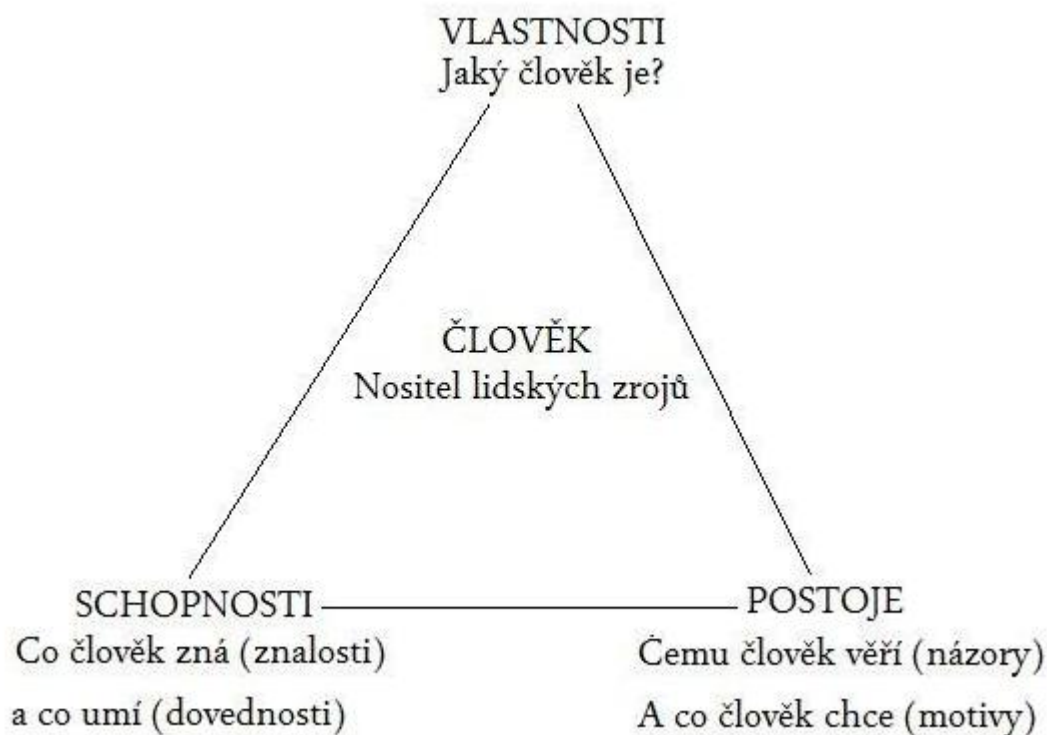 VLASTNOSTI
Jaký člověk je?
ČLOVĚK
Nositel lidských zrojů
SCHOPNOSTI
POSTOJE
Co člověk zná (znalosti)
a co umí (dovednosti)
Čemu člověk věří (názory)
A co člověk chce (motivy)